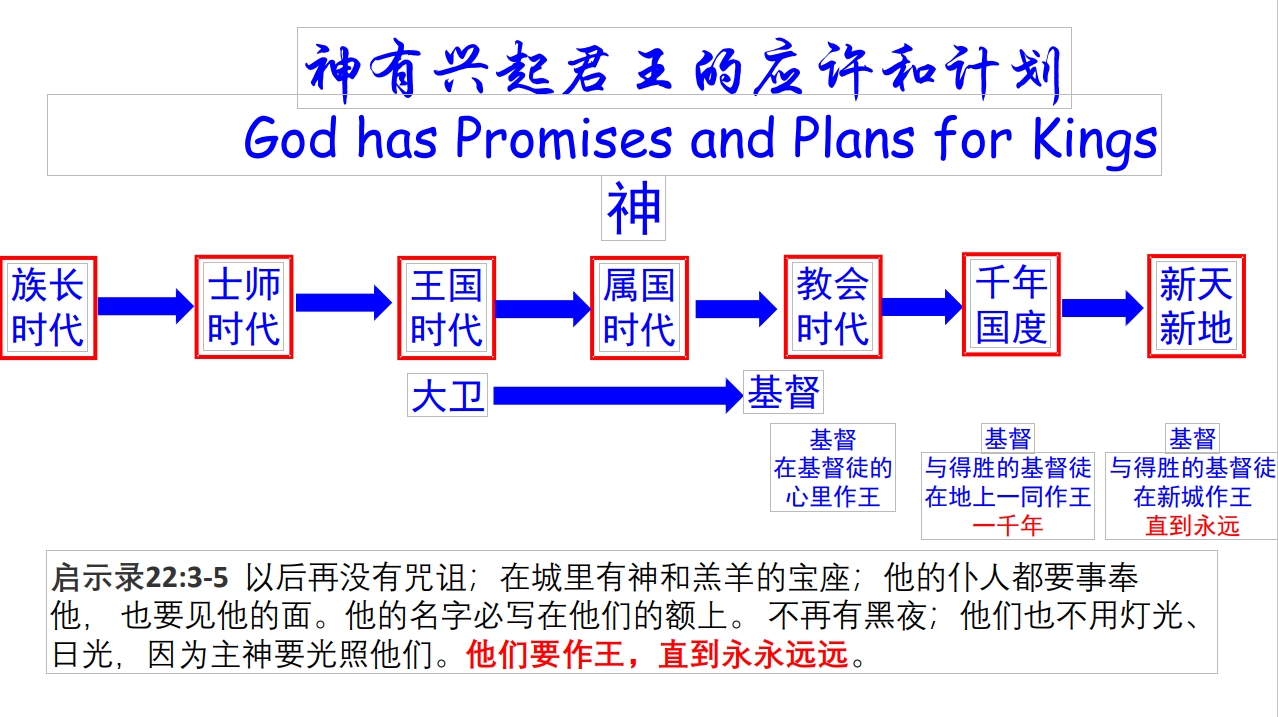 神有兴起君王的应许和计划
God has Promises and Plans for Kings
神
族长
时代
士师
时代
王国
时代
属国
时代
教会
时代
千年
国度
新天
新地
大卫
基督
基督
在基督徒的
心里作王
基督
与得胜的基督徒
在地上一同作王
一千年
基督
与得胜的基督徒
在新城作王
直到永远
启示录22:3-5 以后再没有咒诅；在城里有神和羔羊的宝座；他的仆人都要事奉
他， 也要见他的面。他的名字必写在他们的额上。 不再有黑夜；他们也不用灯光、
日光，因为主神要光照他们。他们要作王，直到永永远远。